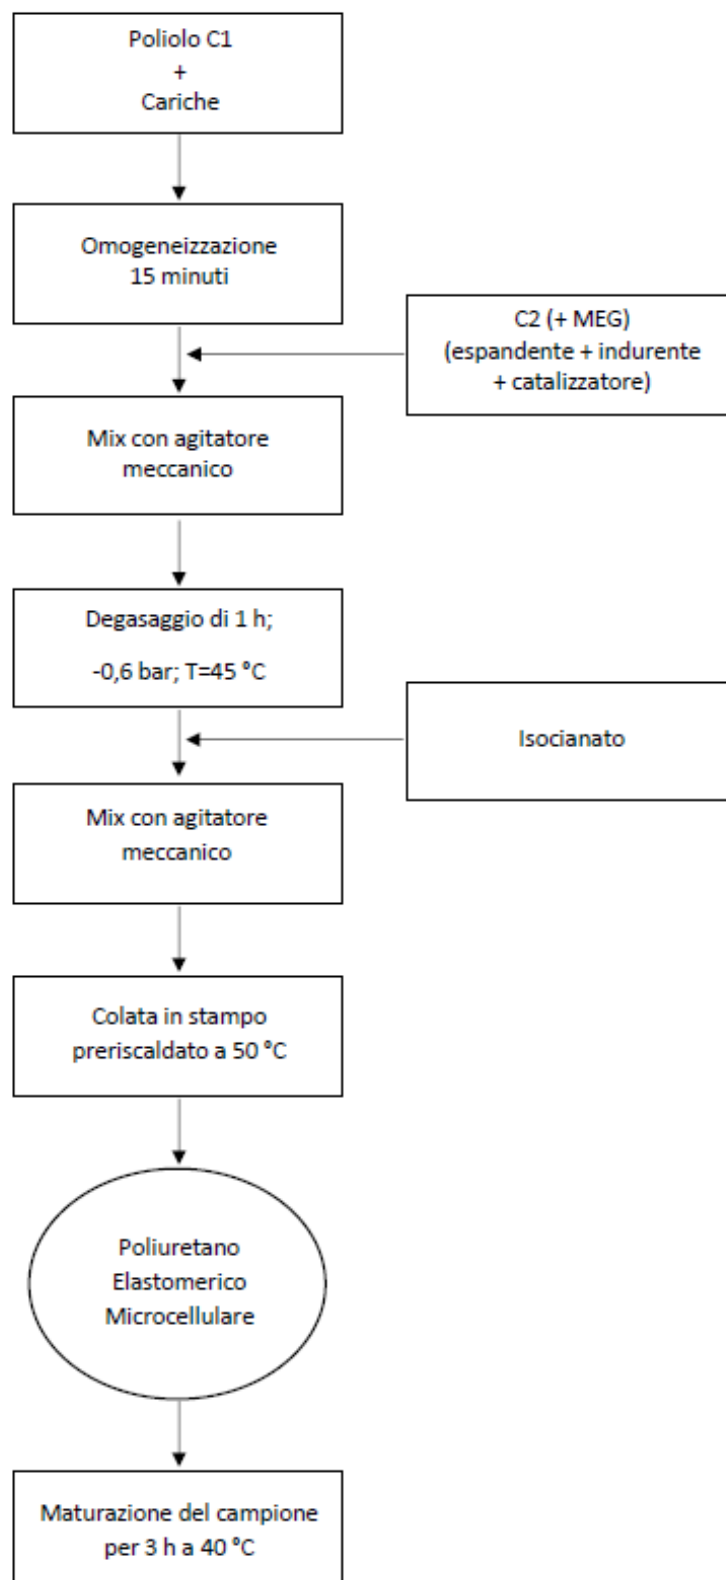 Poliolo C1
+
Cariche
Omogeneizzazione
15 minuti
C2 (+ MEG)
(espandente + indurente
+ catalizzatore)
Mix con agitatore
meccanico
Degasaggio di 1 h;
-0,6 bar; T=45 °C
Isocianato
Mix con agitatore
meccanico
Colata in stampo
preriscaldato a 50 °C
Poliuretano
Elastomerico
Microcellulare
Maturazione del campione
per 3 h a 40 °C